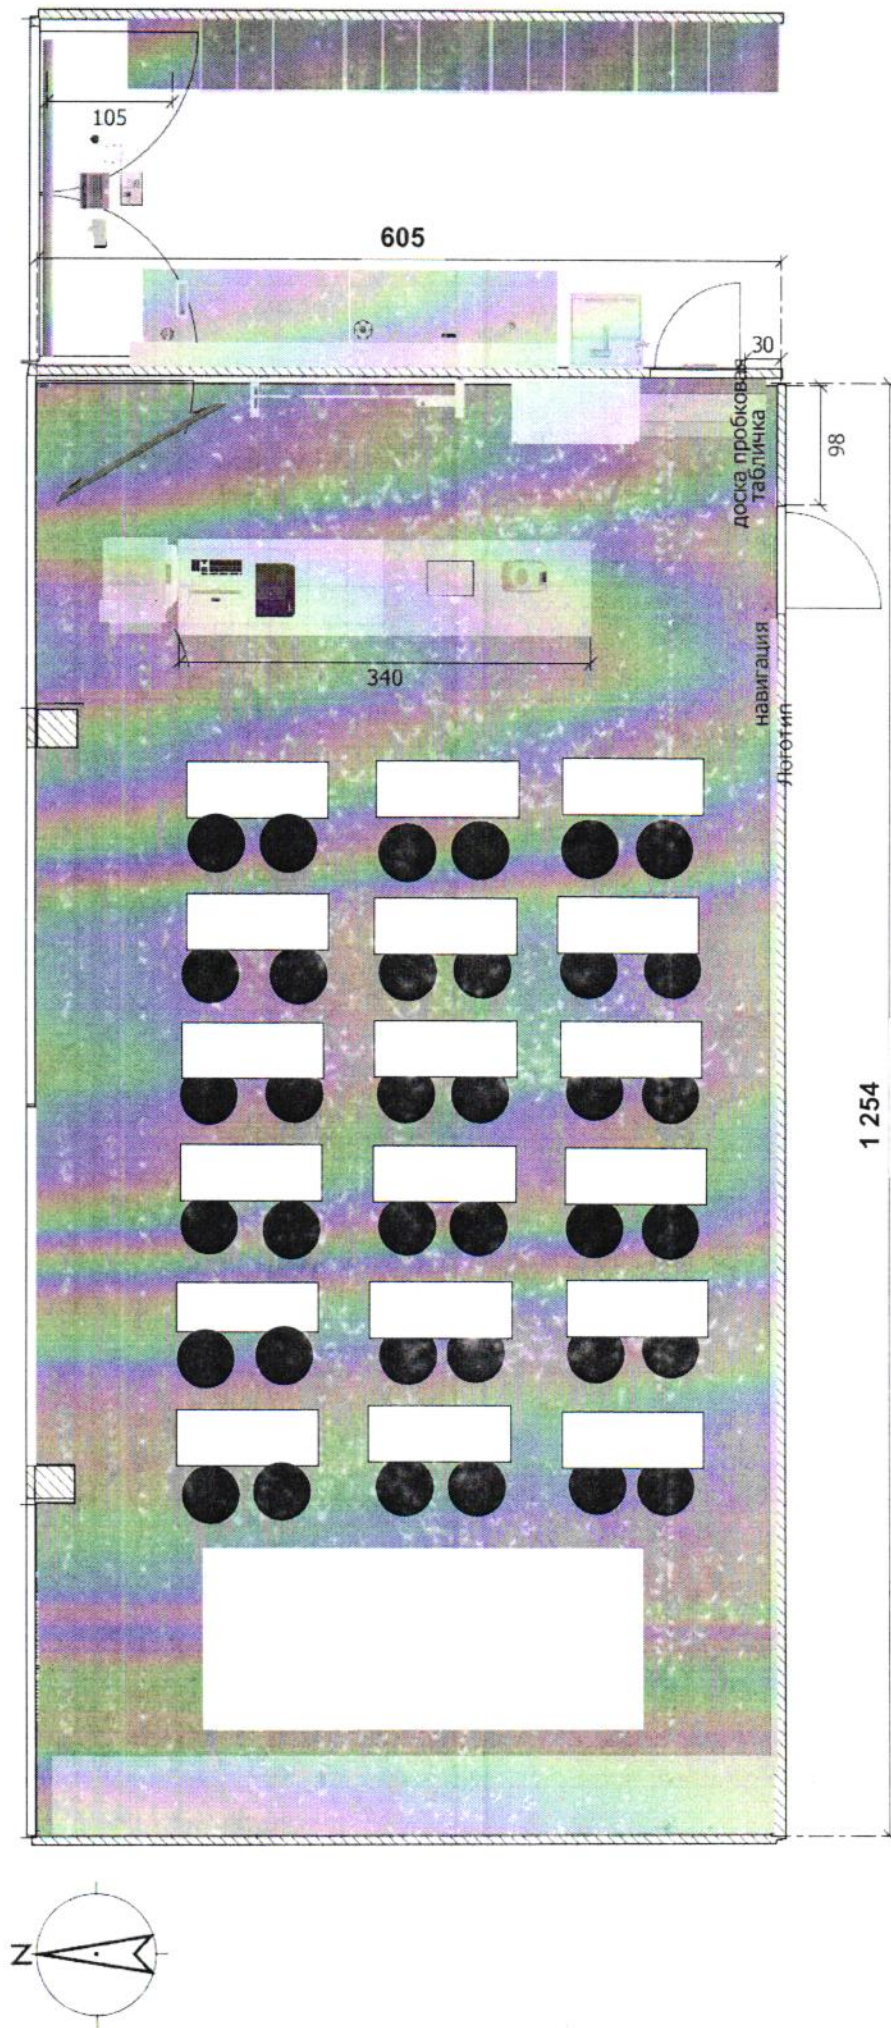 105
605
30
98
доска пробковая
табличка
340
навигация
Логотип
1 254
N